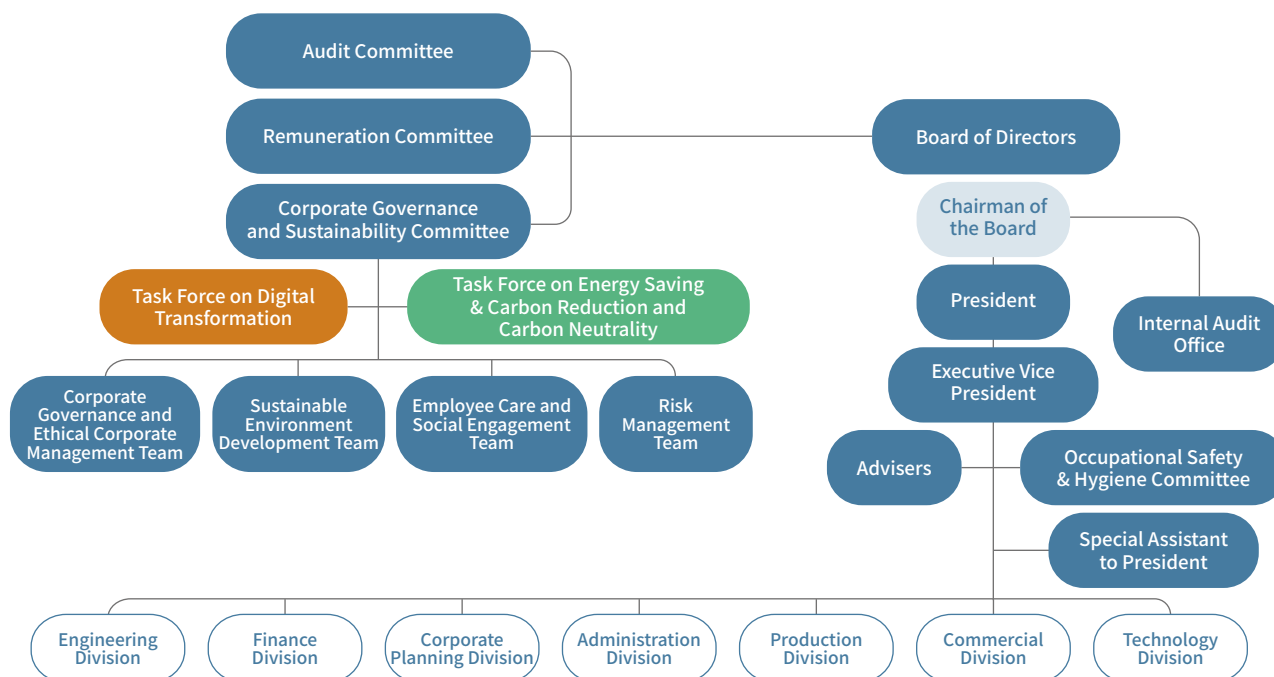 Audit Committee
Remuneration Committee
Board of Directors
Corporate Governance
and Sustainability Committee
Chairman of
the Board
Task Force on Digital
Transformation
Task Force on Energy Saving
& Carbon Reduction and
Carbon Neutrality
President
Internal Audit
Office
Executive Vice
President
Corporate
Governance and
Ethical Corporate
Management Team
Sustainable
Environment
Development Team
Employee Care and
Social Engagement
Team
Risk
Management
Team
Advisers
Occupational Safety
& Hygiene Committee
Special Assistant
to President
Engineering
Division
Finance
Division
Corporate
Planning Division
Administration
Division
Production
Division
Commercial
Division
Technology
Division